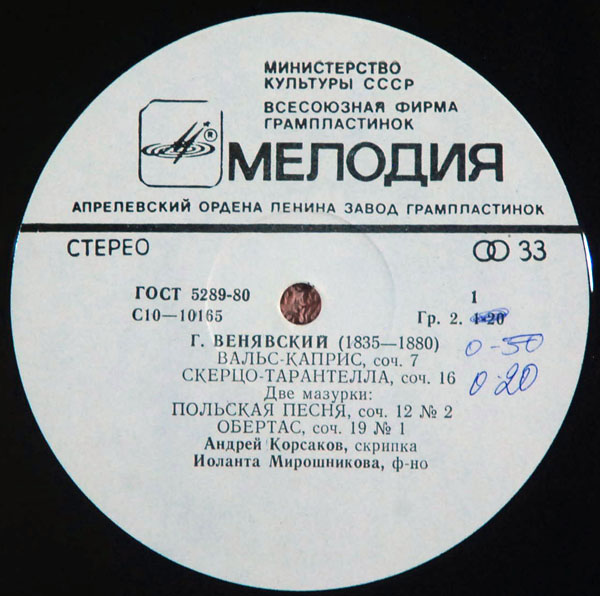 МИНИСТЕРСТВО
КУЛЬТУРЫ СССР
ВСЕСОЮЗНАЯ ФИРМА
ГРАМПЛАСТИНОК
®
МЕЛОДИЯ
АПРЕЛЕВСКИЙ ОРДЕНА ЛЕНИНА ЗАВОД ГРАМПЛАСТИНОК
СТЕРЕО 33
ГОСТ 5289-80 1
С10—10165 Гр. 2. 1-20
0-50
0-20
Г. ВЕНЯВСКИЙ (1835—1880)
ВАЛЬС-КАПРИС, соч. 7
СКЕРЦО-ТАРАНТЕЛЛА, соч. 16
Две мазурки:
ПОЛЬСКАЯ ПЕСНЯ, соч. 12 № 2
ОБЕРТАС, соч. 19 № 1
Андрей Корсаков, скрипка
Иоланта Мирошникова, ф-но